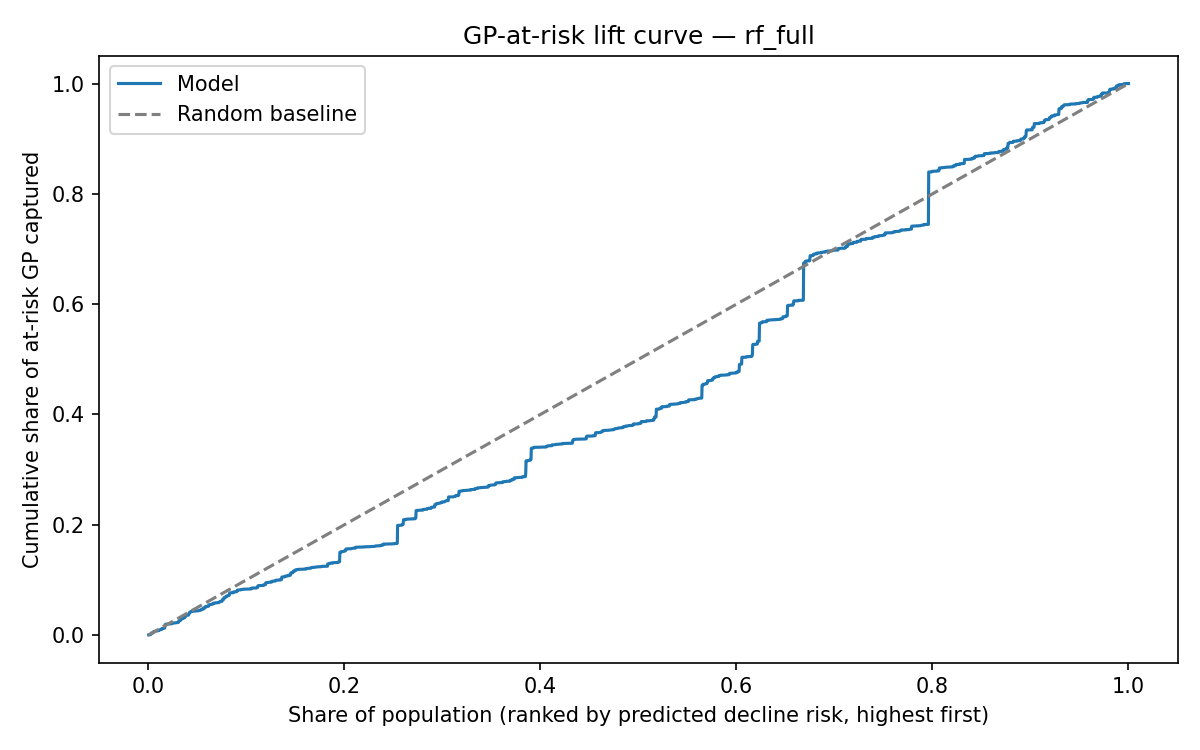 GP-at-risk lift curve — rf_full
Model
Random baseline
Cumulative share of at-risk GP captured
1.0
0.8
0.6
0.4
0.2
0.0
0.0 0.2 0.4 0.6 0.8 1.0
Share of population (ranked by predicted decline risk, highest first)